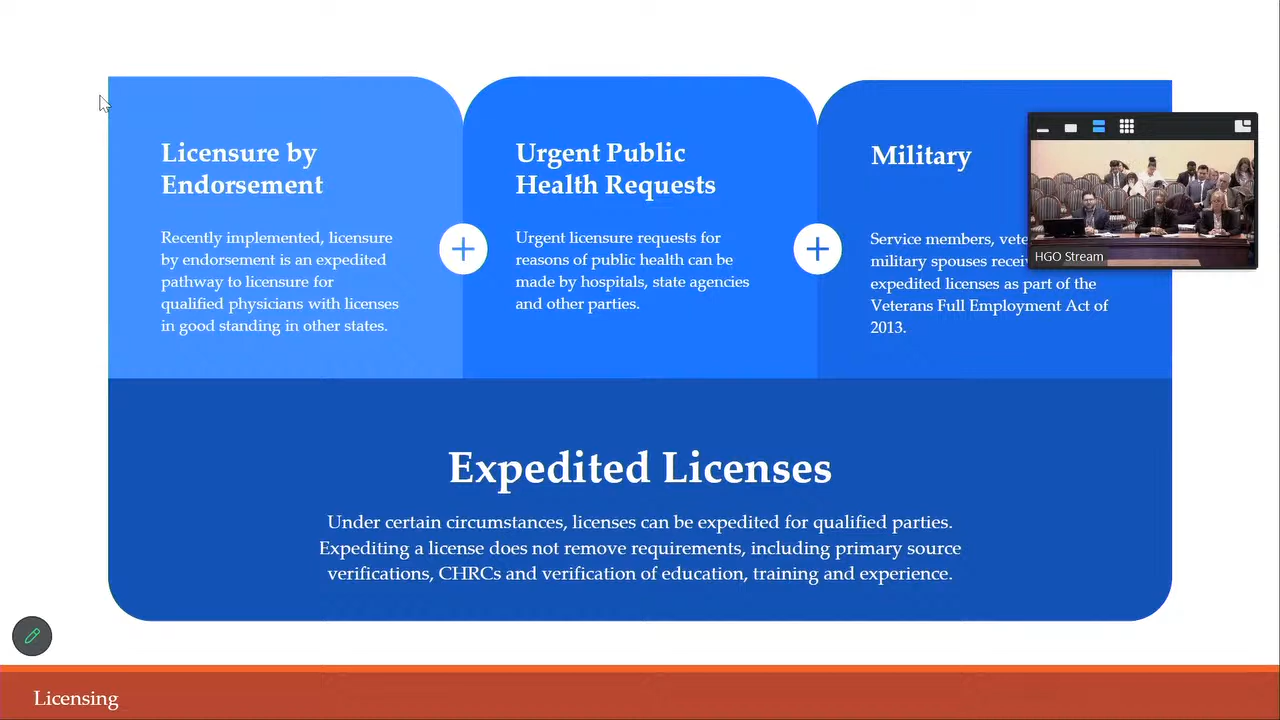 Licensure by
Endorsement
Recently implemented, licensure
by endorsement is an expedited
pathway to licensure for
qualified physicians with licenses
in good standing in other states.
Urgent Public
Health Requests
Urgent licensure requests for
reasons of public health can be
made by hospitals, state agencies
and other parties.
Military
Service members,
military spouses
expedited licenses as part of the
Veterans Full Employment Act of
2013.
HGO Stream
Expedited Licenses
Under certain circumstances, licenses can be expedited for qualified parties.
Expediting a license does not remove requirements, including primary source
verifications, CHRCs and verification of education, training and experience.
Licensing